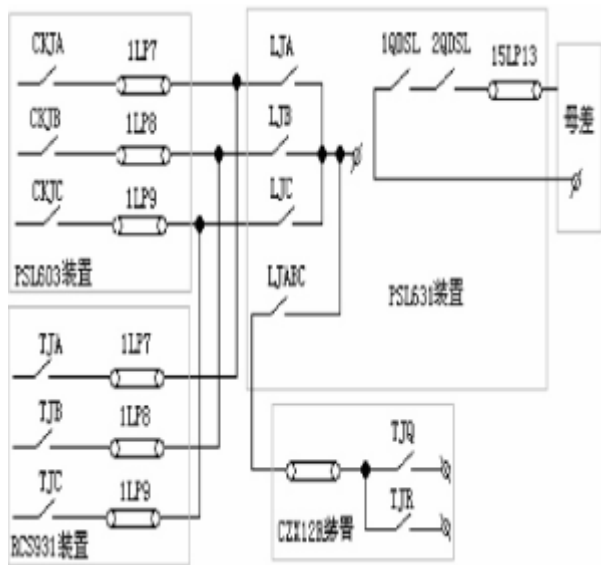 CKJA 1LP7 LJA 1QDSL 2QDSL 15LP13
母差
CKJB 1LP8 LJB
CKJC 1LP9 LJC
PSL603装置
LJABC
PSL631装置
TJA 1LP7
TJB 1LP8
TJQ
TJC 1LP9
TJR
RCS931装置
CZX12R装置